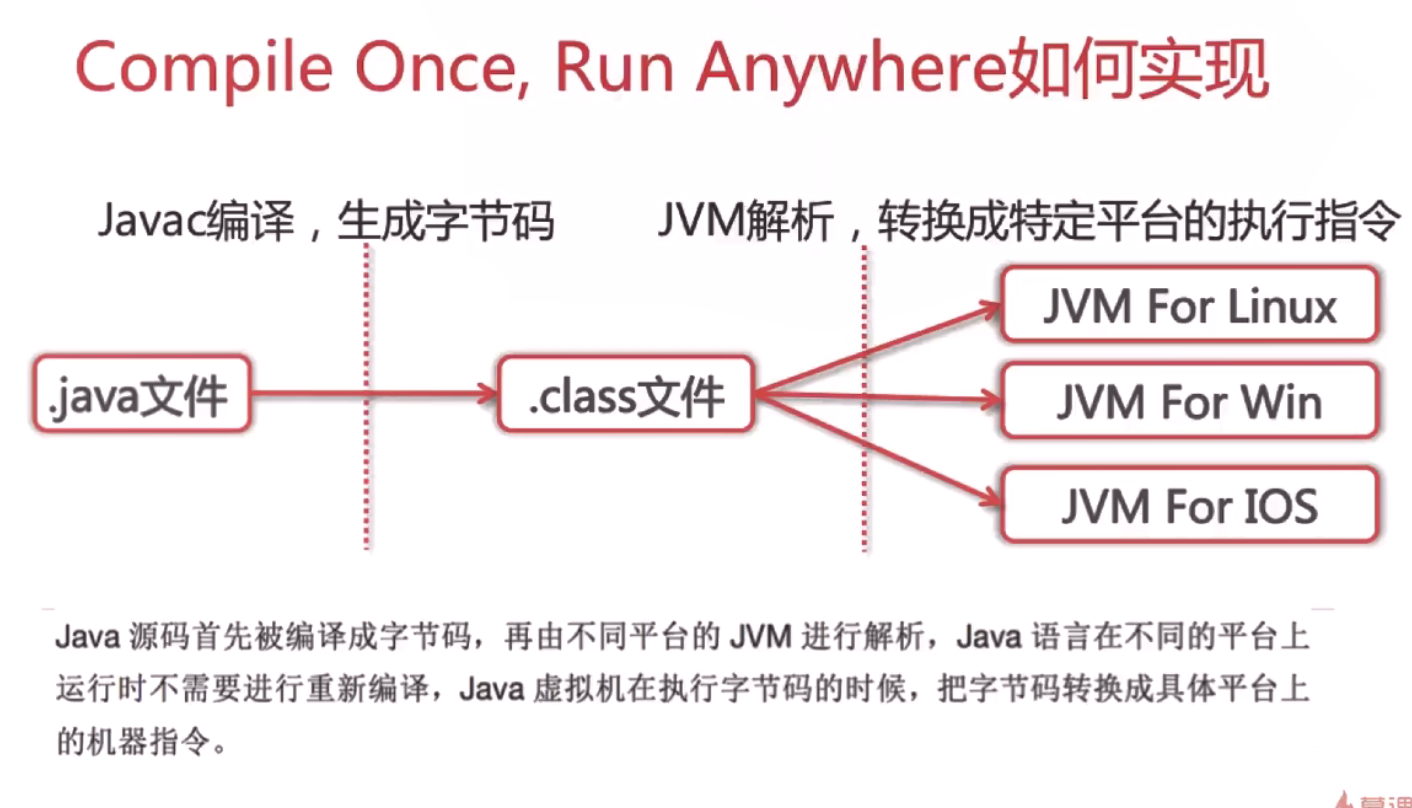 Compile Once, Run Anywhere如何实现
Javac编译，生成字节码
JVM解析，转换成特定平台的执行指令
.java文件
.class文件
JVM For Linux
JVM For Win
JVM For IOS
Java 源码首先被编译成字节码，再由不同平台的 JVM 进行解析，Java 语言在不同的平台上
运行时不需要进行重新编译，Java 虚拟机在执行字节码的时候，把字节码转换成具体平台上
的机器指令。